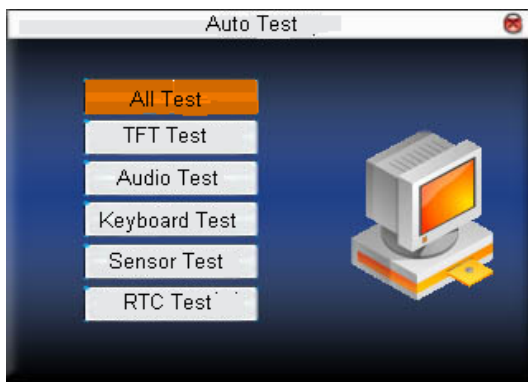 Auto Test
All Test
TFT Test
Audio Test
Keyboard Test
Sensor Test
RTC Test